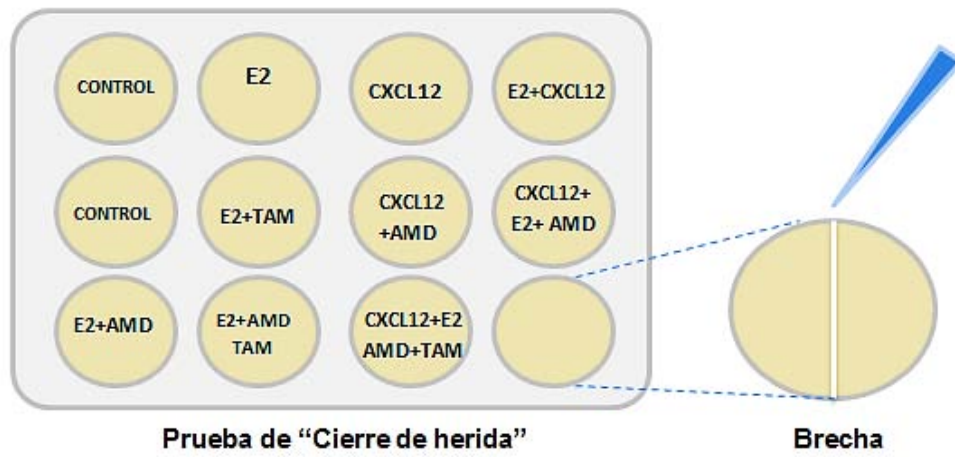 CONTROL
E2
CXCL12
E2+CXCL12
CONTROL
E2+TAM
CXCL12
+AMD
CXCL12+
E2+ AMD
E2+AMD
E2+AMD
TAM
CXCL12+E2
AMD+TAM
Prueba de “Cierre de herida”
Brecha